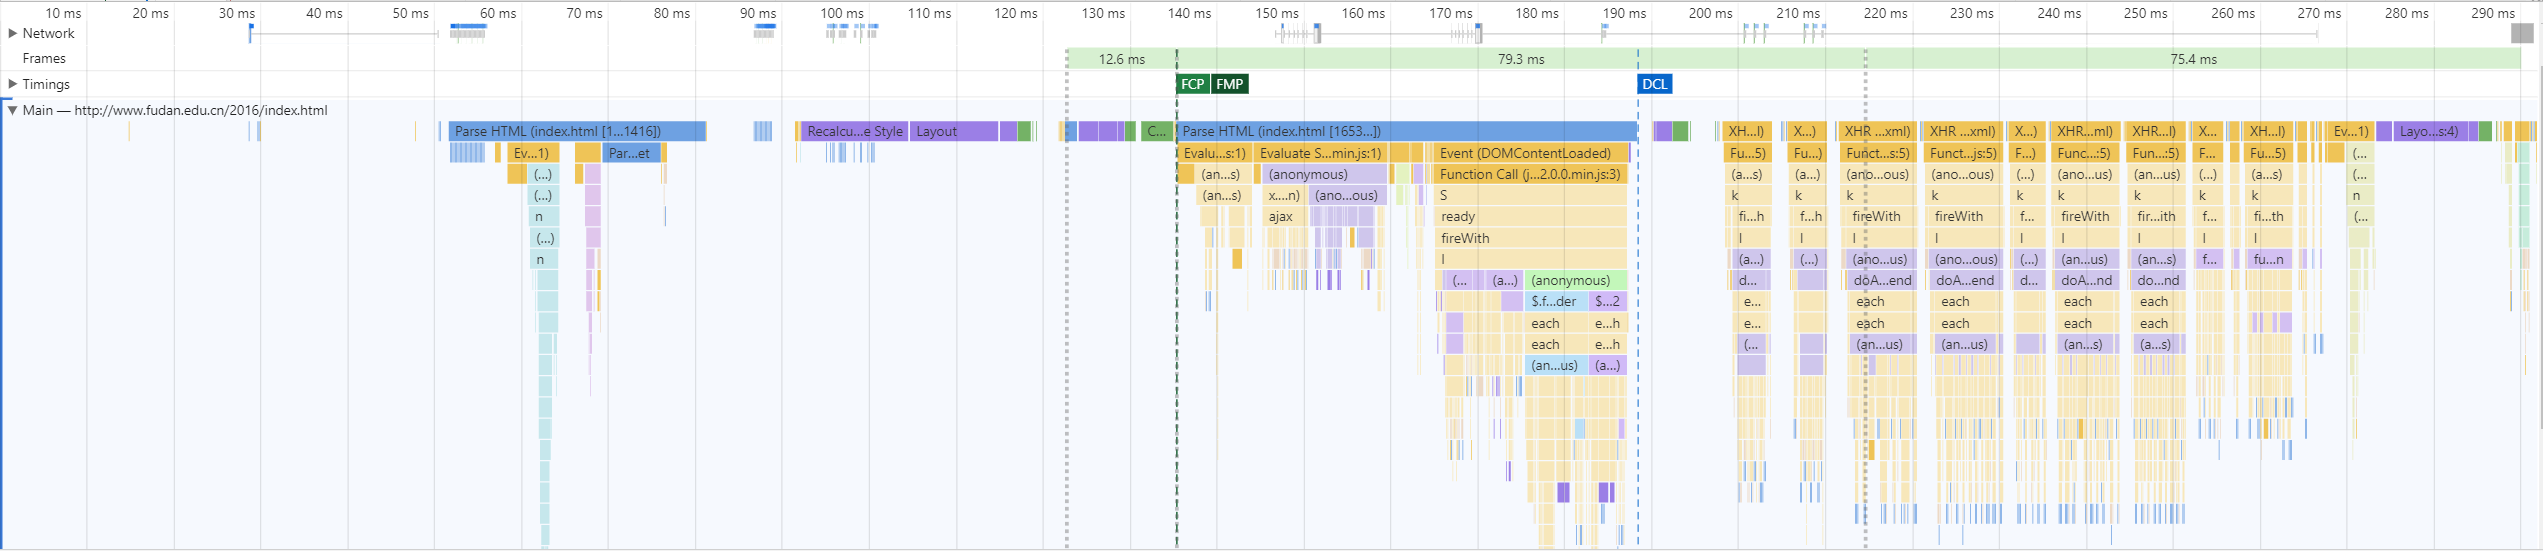 10 ms 20 ms 30 ms 40 ms 50 ms 60 ms 70 ms 80 ms 90 ms 100 ms 110 ms 120 ms 130 ms 140 ms 150 ms 160 ms 170 ms 180 ms 190 ms 200 ms 210 ms 220 ms 230 ms 240 ms 250 ms 260 ms 270 ms 280 ms 290 ms
Network
Frames 12.6 ms 79.3 ms 75.4 ms
Timings FCP FMP DCL
Main — http://www.fudan.edu.cn/2016/index.html
Parse HTML (index.html [1…1416]) Recalcu…e Style Layout C… Parse HTML (index.html [1653…]) XH…l) X…) XHR …xml) XHR …xml) X…) XHR…ml) XHR…l) X… XH…l) Ev…1) Layo…s:4)
Ev…1) Par…et Evalu…s:1) Evaluate S…min.js:1) Event (DOMContentLoaded) Fu…5) Fu…) Funct…s:5) Funct…js:5) F…) Func…:5) Fun…:5) F… Fu…5) (…
(…) (an…s) (anonymous) Function Call (j…2.0.0.min.js:3) (a…s) (a…) (ano…ous) (ano…ous) (…) (ano…us) (an…us) (…) (a…s) (…
(…) (an…s) x.…n) (ano…ous) S k k k k k k k k k n
n ajax ready fi…h f…h fireWith fireWith f… fireWith fir…ith f… fi…th (…
(…) fireWith l l l l l l l l l
n l (a…) (…) (ano…us) (ano…ous) (…) (an…us) (an…s) f… fu…n
(… (a…) (anonymous) d… doA…end doA…end d… doA…nd do…nd
$.f…der $…2 e… each each each each
each e…h e… each each each each
each e…h (… (an…us) (an…us) (an…s) (a…s)
(an…us) (a…)